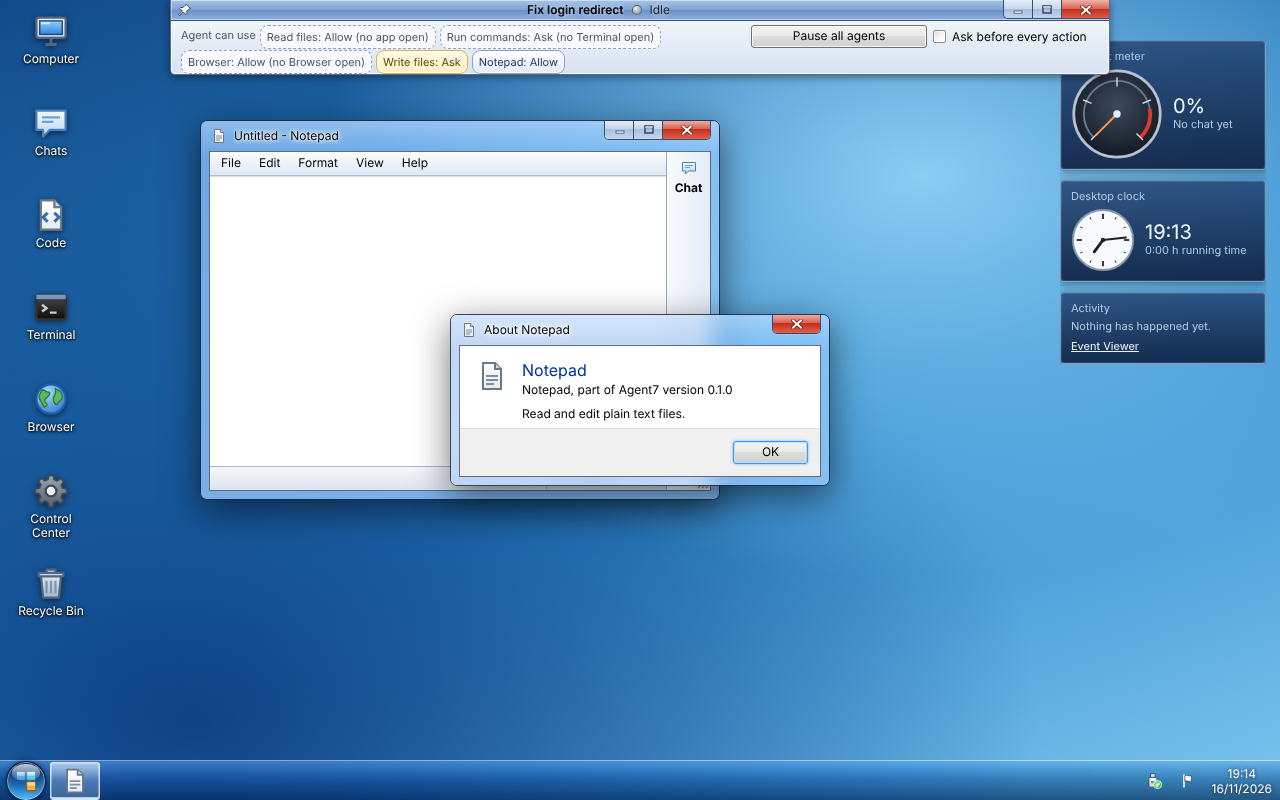 Fix login redirect Idle
Agent can use Read files: Allow (no app open) Run commands: Ask (no Terminal open)
Pause all agents Ask before every action
Browser: Allow (no Browser open) Write files: Ask Notepad: Allow
Computer
Chats
Code
Terminal
Browser
Control
Center
Recycle Bin
Untitled - Notepad
File Edit Format View Help
Chat
About Notepad
Notepad
Notepad, part of Agent7 version 0.1.0
Read and edit plain text files.
OK
meter
0%
No chat yet
Desktop clock
19:13
0:00 h running time
Activity
Nothing has happened yet.
Event Viewer
19:14
16/11/2026